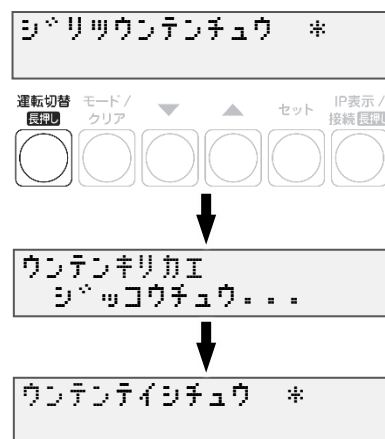 ジリツウンテンチュウ *
運転切替
長押し
モード/
クリア
▼
▲
セット
IP表示/
接続 長押し
ウンテンキリカエ
ジッコウチュウ...
ウンテンテイシチュウ *